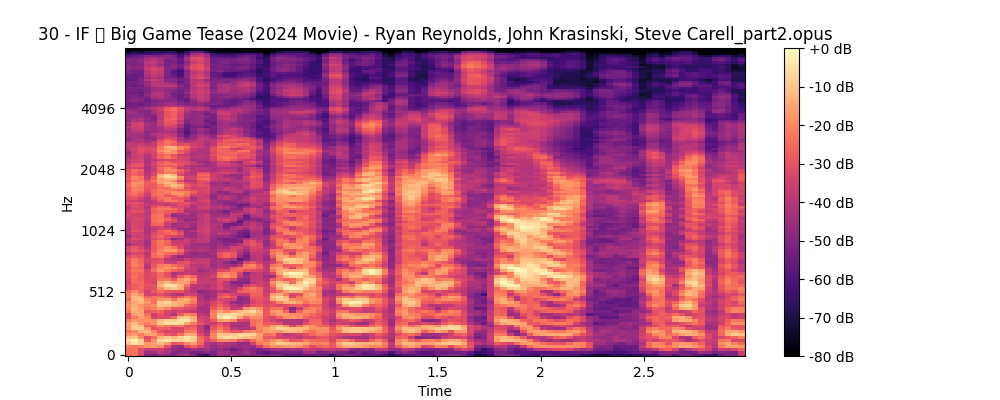 30 - IF ▯ Big Game Tease (2024 Movie) - Ryan Reynolds, John Krasinski, Steve Carell_part2.opus
+0 dB
4096
-10 dB
-20 dB
2048
-30 dB
Hz
-40 dB
1024
-50 dB
512
-60 dB
-70 dB
0
-80 dB
0 0.5 1 1.5 2 2.5
Time